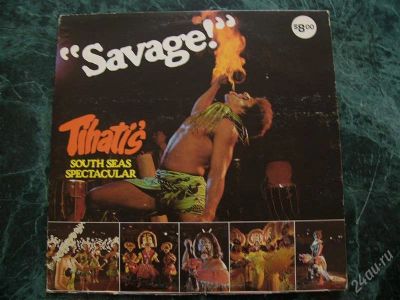 "Savage!"
$8.00
Tihati's
SOUTH SEAS
SPECTACULAR
24au.ru